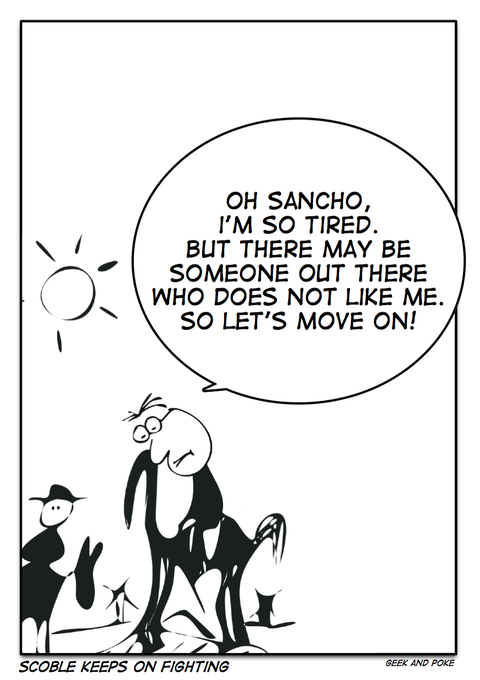 OH SANCHO,
I'M SO TIRED.
BUT THERE MAY BE
SOMEONE OUT THERE
WHO DOES NOT LIKE ME.
SO LET'S MOVE ON!
SCOBLE KEEPS ON FIGHTING
GEEK AND POKE